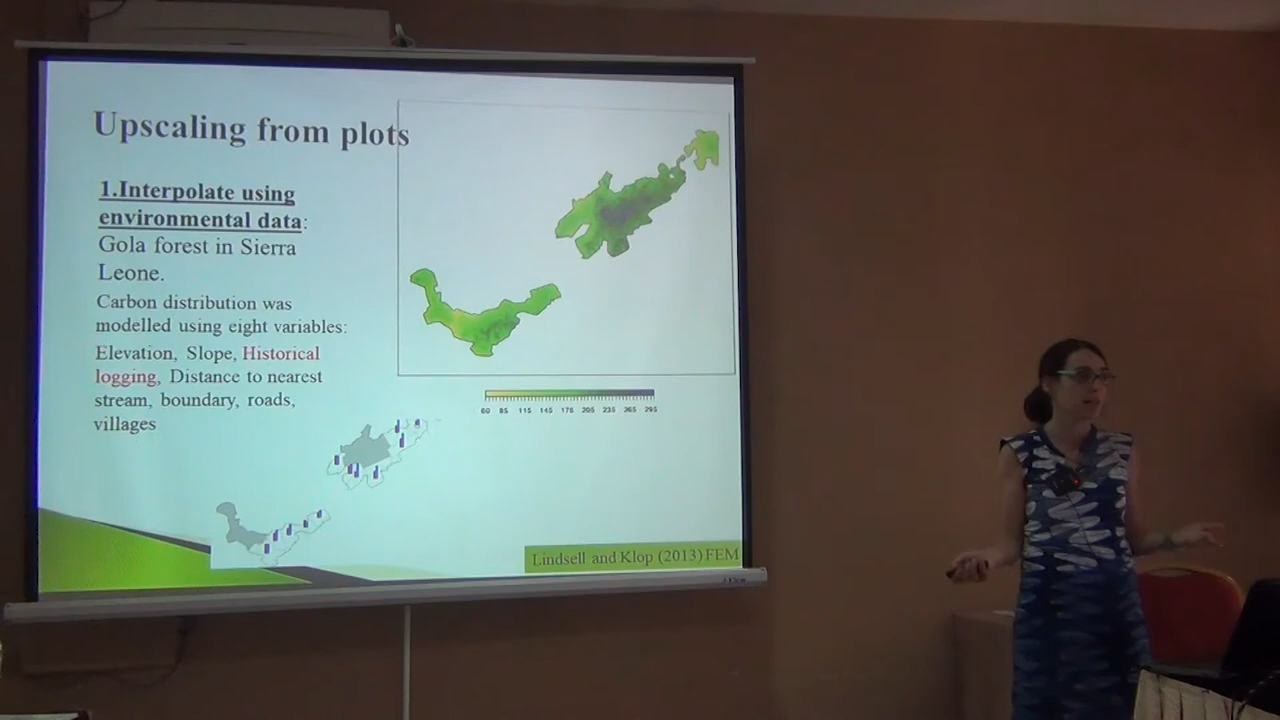 Upscaling from plots
1.Interpolate using
environmental data:
Gola forest in Sierra
Leone.
Carbon distribution was
modelled using eight variables:
Elevation, Slope, Historical
logging, Distance to nearest
stream, boundary, roads,
villages
60 85 115 145 175 205 235 265 295
Lindsell and Klop (2013) FEM